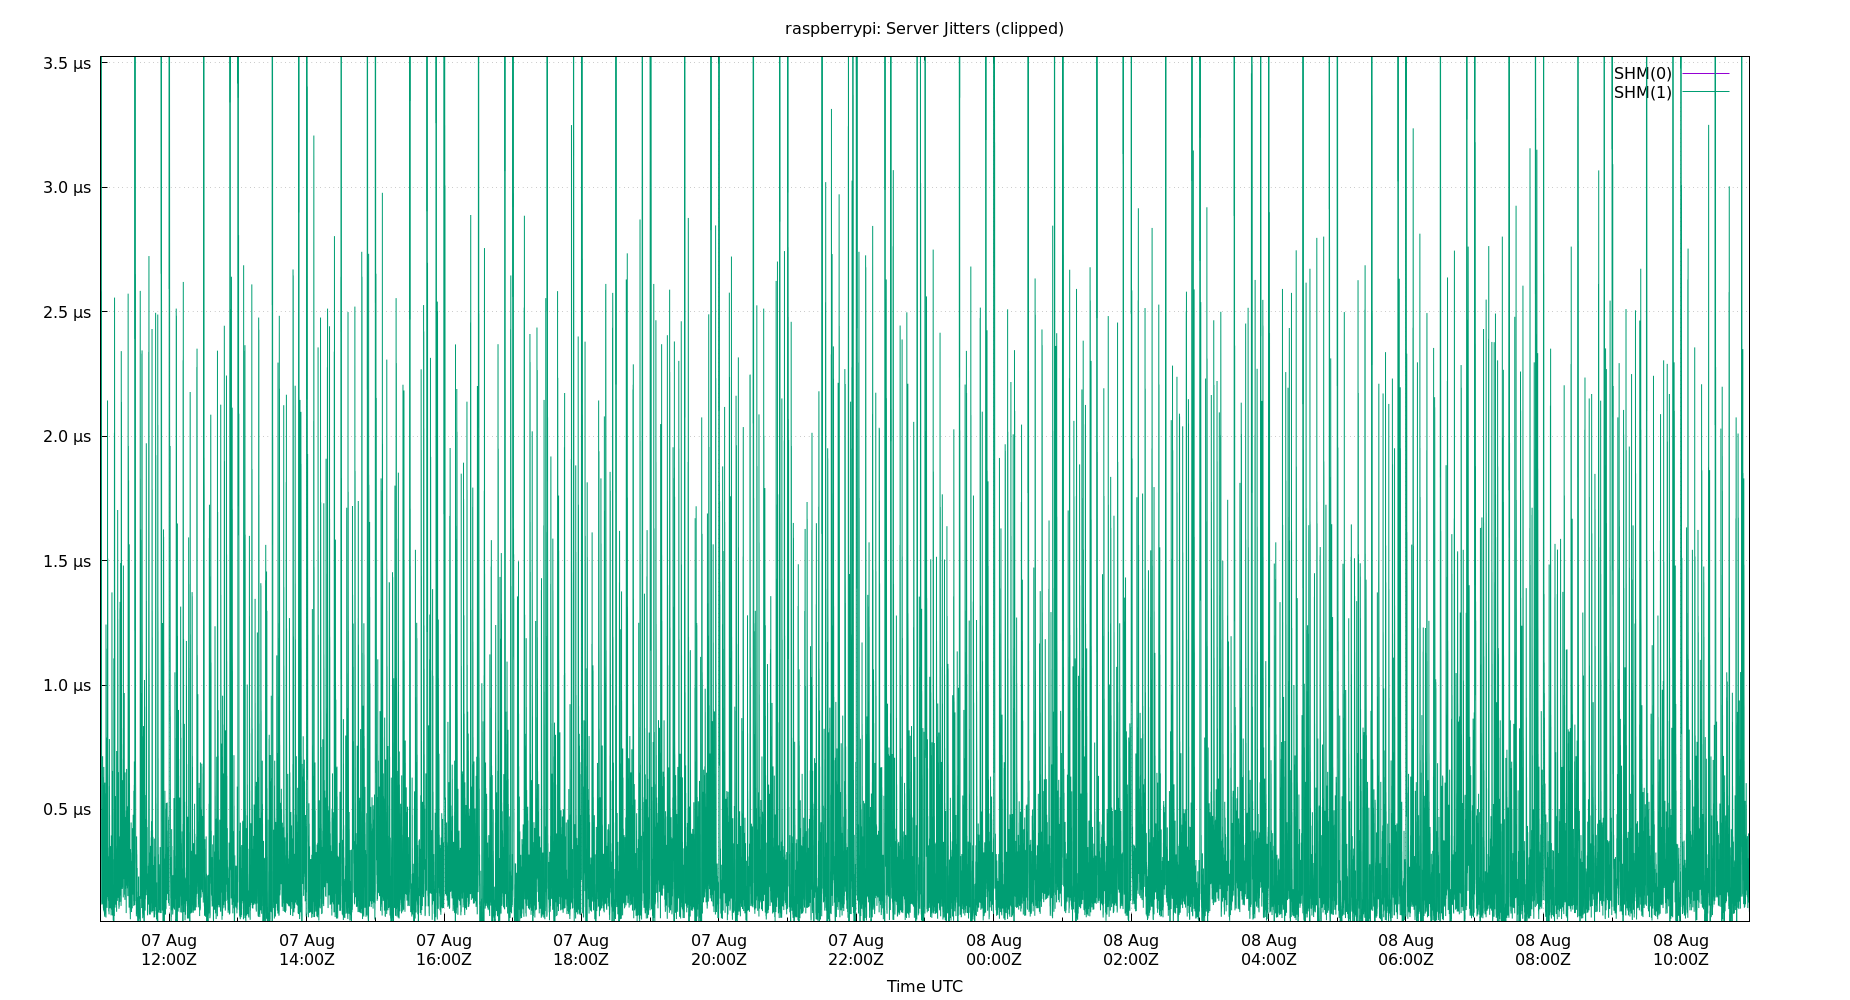 raspberrypi: Server Jitters (clipped)
3.5 µs
3.0 µs
2.5 µs
2.0 µs
1.5 µs
1.0 µs
0.5 µs
SHM(0)
SHM(1)
07 Aug
12:00Z
07 Aug
14:00Z
07 Aug
16:00Z
07 Aug
18:00Z
07 Aug
20:00Z
07 Aug
22:00Z
08 Aug
00:00Z
08 Aug
02:00Z
08 Aug
04:00Z
08 Aug
06:00Z
08 Aug
08:00Z
08 Aug
10:00Z
Time UTC